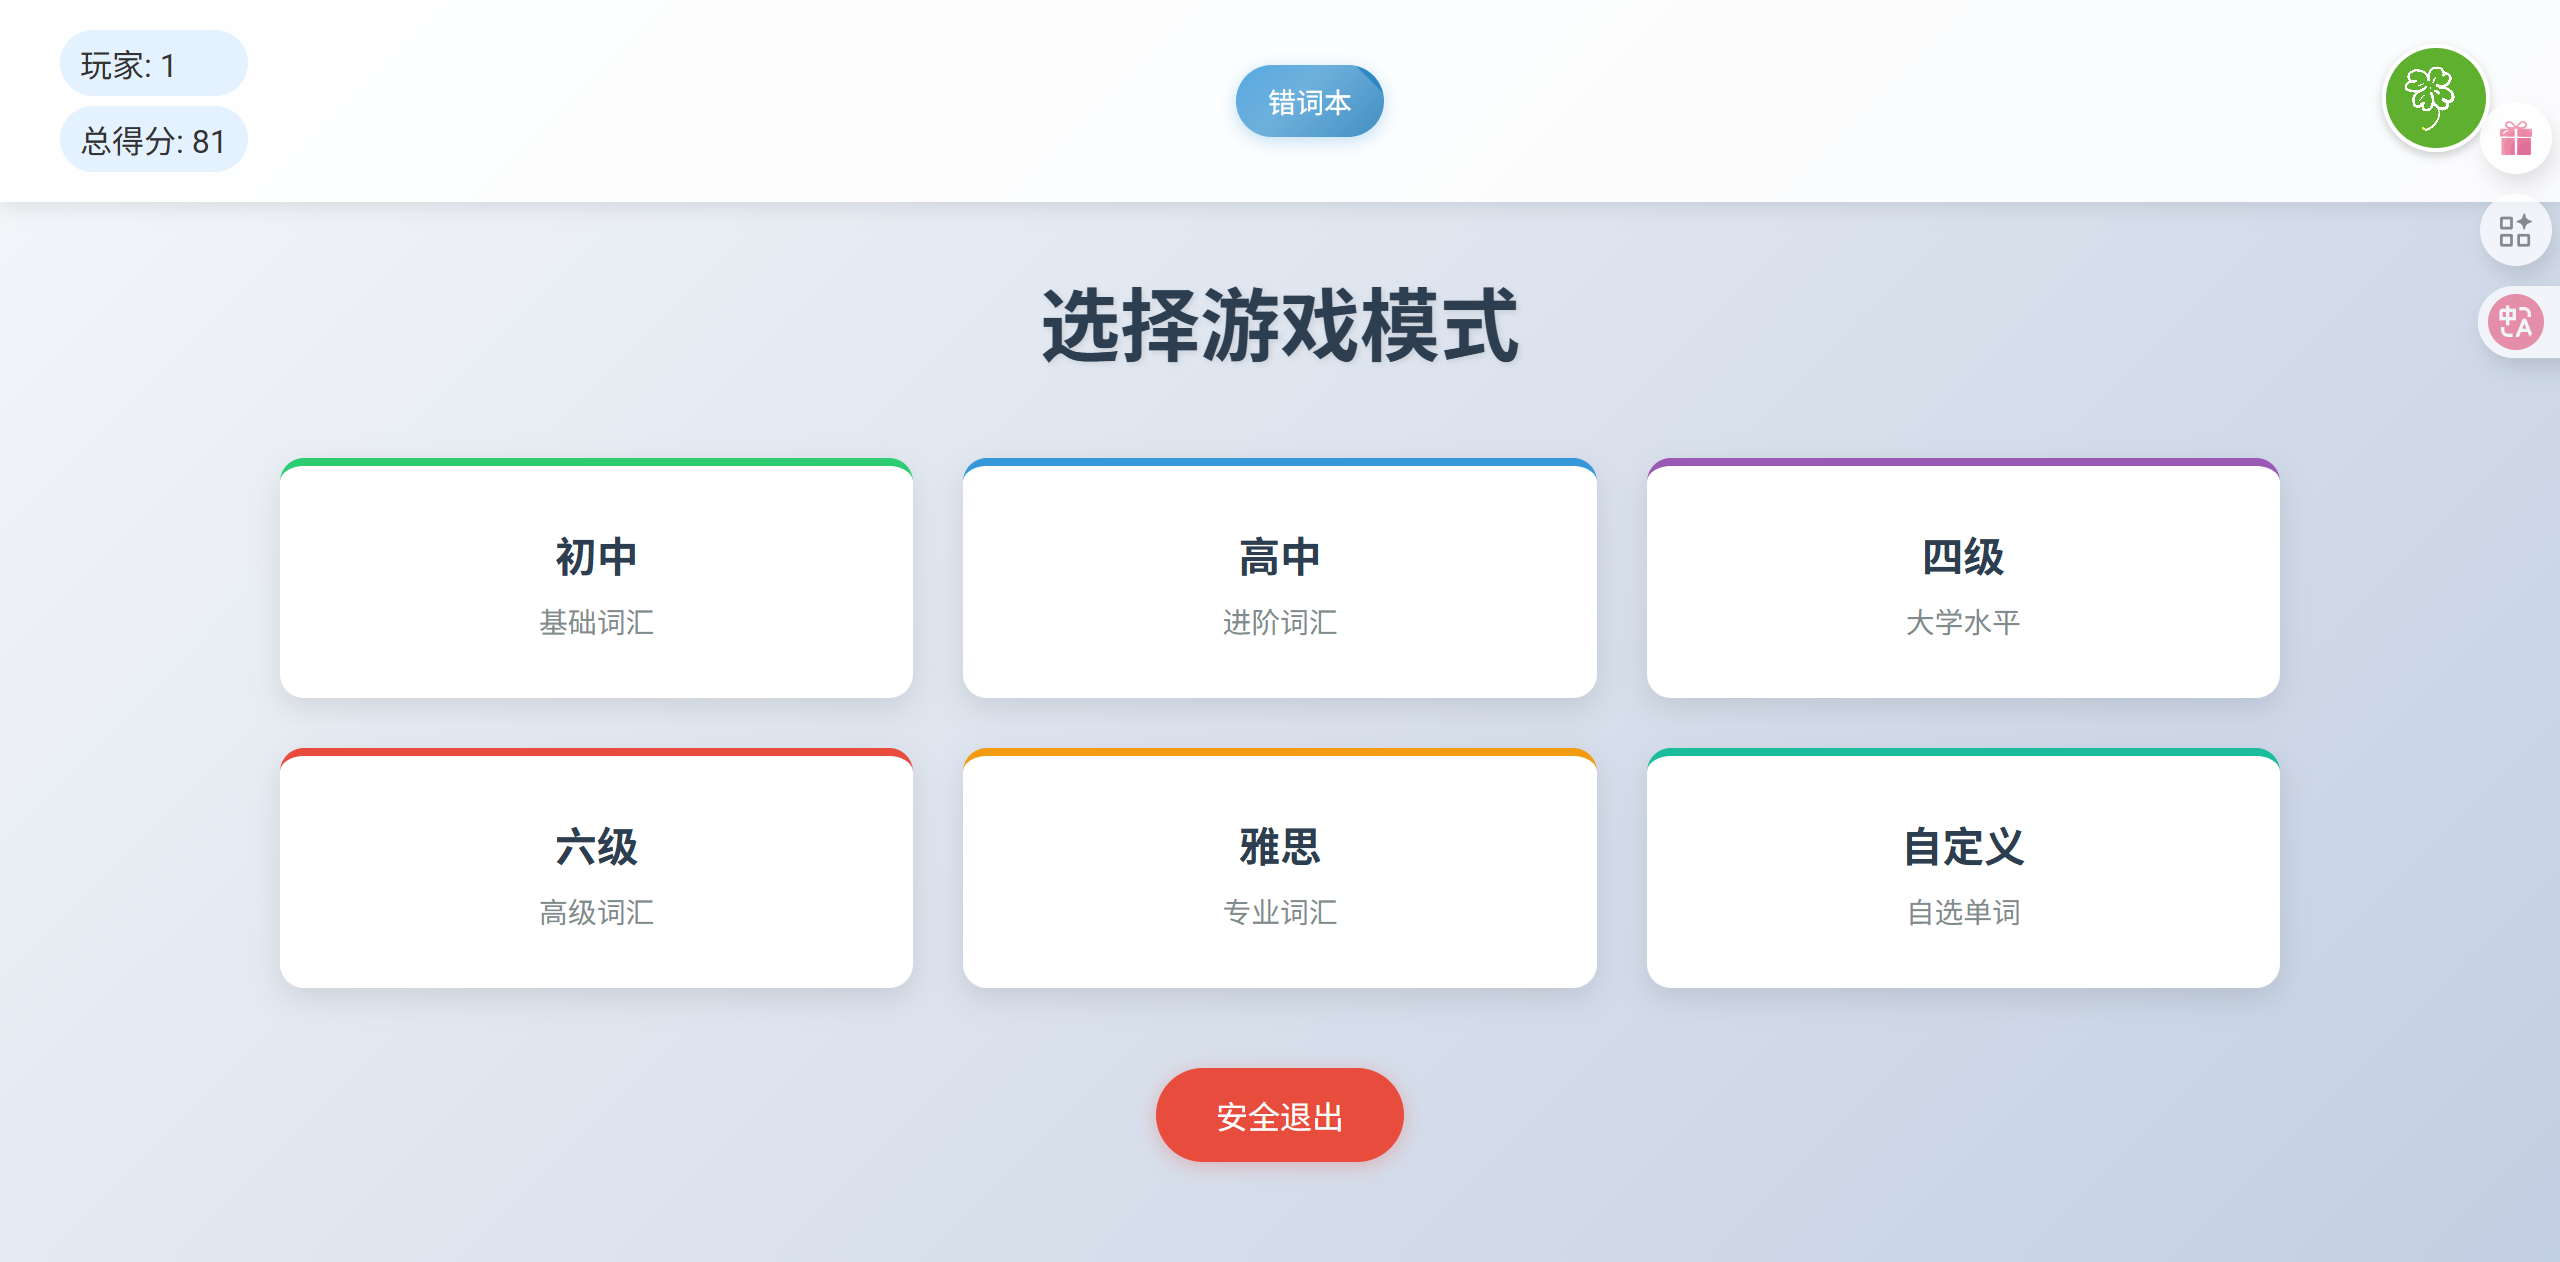 玩家: 1
总得分: 81
错词本
选择游戏模式
初中
基础词汇
高中
进阶词汇
四级
大学水平
六级
高级词汇
雅思
专业词汇
自定义
自选单词
安全退出
中A